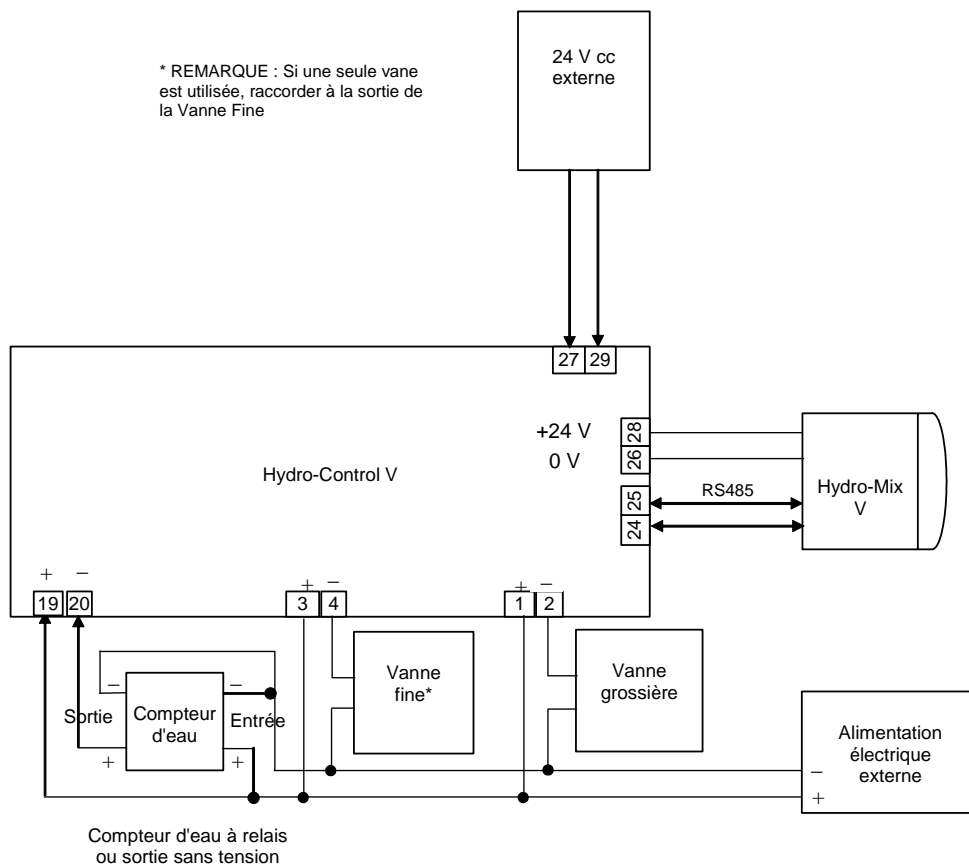 24 V cc
externe
* REMARQUE : Si une seule vane
est utilisée, raccorder à la sortie de
la Vanne Fine
27 29
+24 V 28
0 V 26
Hydro-Control V
25 RS485
24
Hydro-Mix
V
+ − + − + −
19 20 3 4 1 2
− −
Sortie Compteur d'eau Entrée
+ +
Vanne
fine*
Vanne
grossière
Alimentation
électrique
externe
−
+
Compteur d'eau à relais
ou sortie sans tension